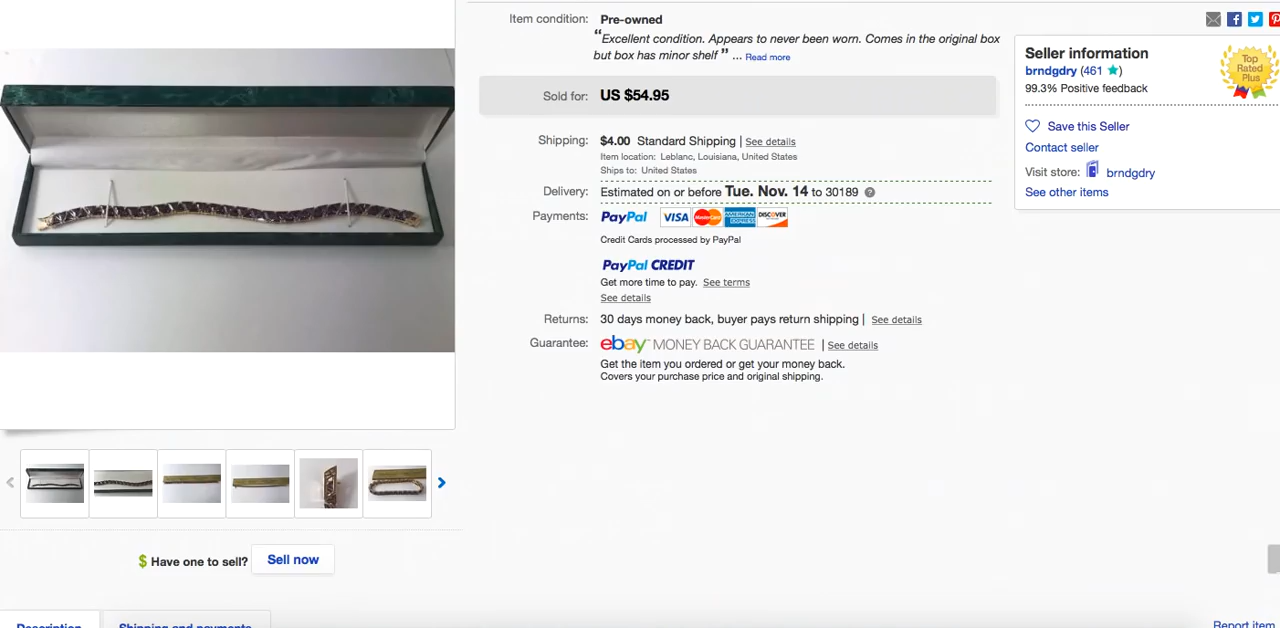 Item condition: Pre-owned
“Excellent condition. Appears to never been worn. Comes in the original box
but box has minor shelf” ... Read more
Sold for: US $54.95
Shipping: $4.00 Standard Shipping | See details
Item location: Leblanc, Louisiana, United States
Ships to: United States
Delivery: Estimated on or before Tue. Nov. 14 to 30189 ?
Payments: PayPal VISA MasterCard AMERICAN EXPRESS DISCOVER
Credit Cards processed by PayPal
PayPal CREDIT
Get more time to pay. See terms
See details
Returns: 30 days money back, buyer pays return shipping | See details
Guarantee: ebay MONEY BACK GUARANTEE | See details
Get the item you ordered or get your money back.
Covers your purchase price and original shipping.
Seller information
brndgdry (461 ★)
99.3% Positive feedback
Top
Rated
Plus
Save this Seller
Contact seller
Visit store: brndgdry
See other items
$ Have one to sell? Sell now
Description
Shipping and payments
Report item